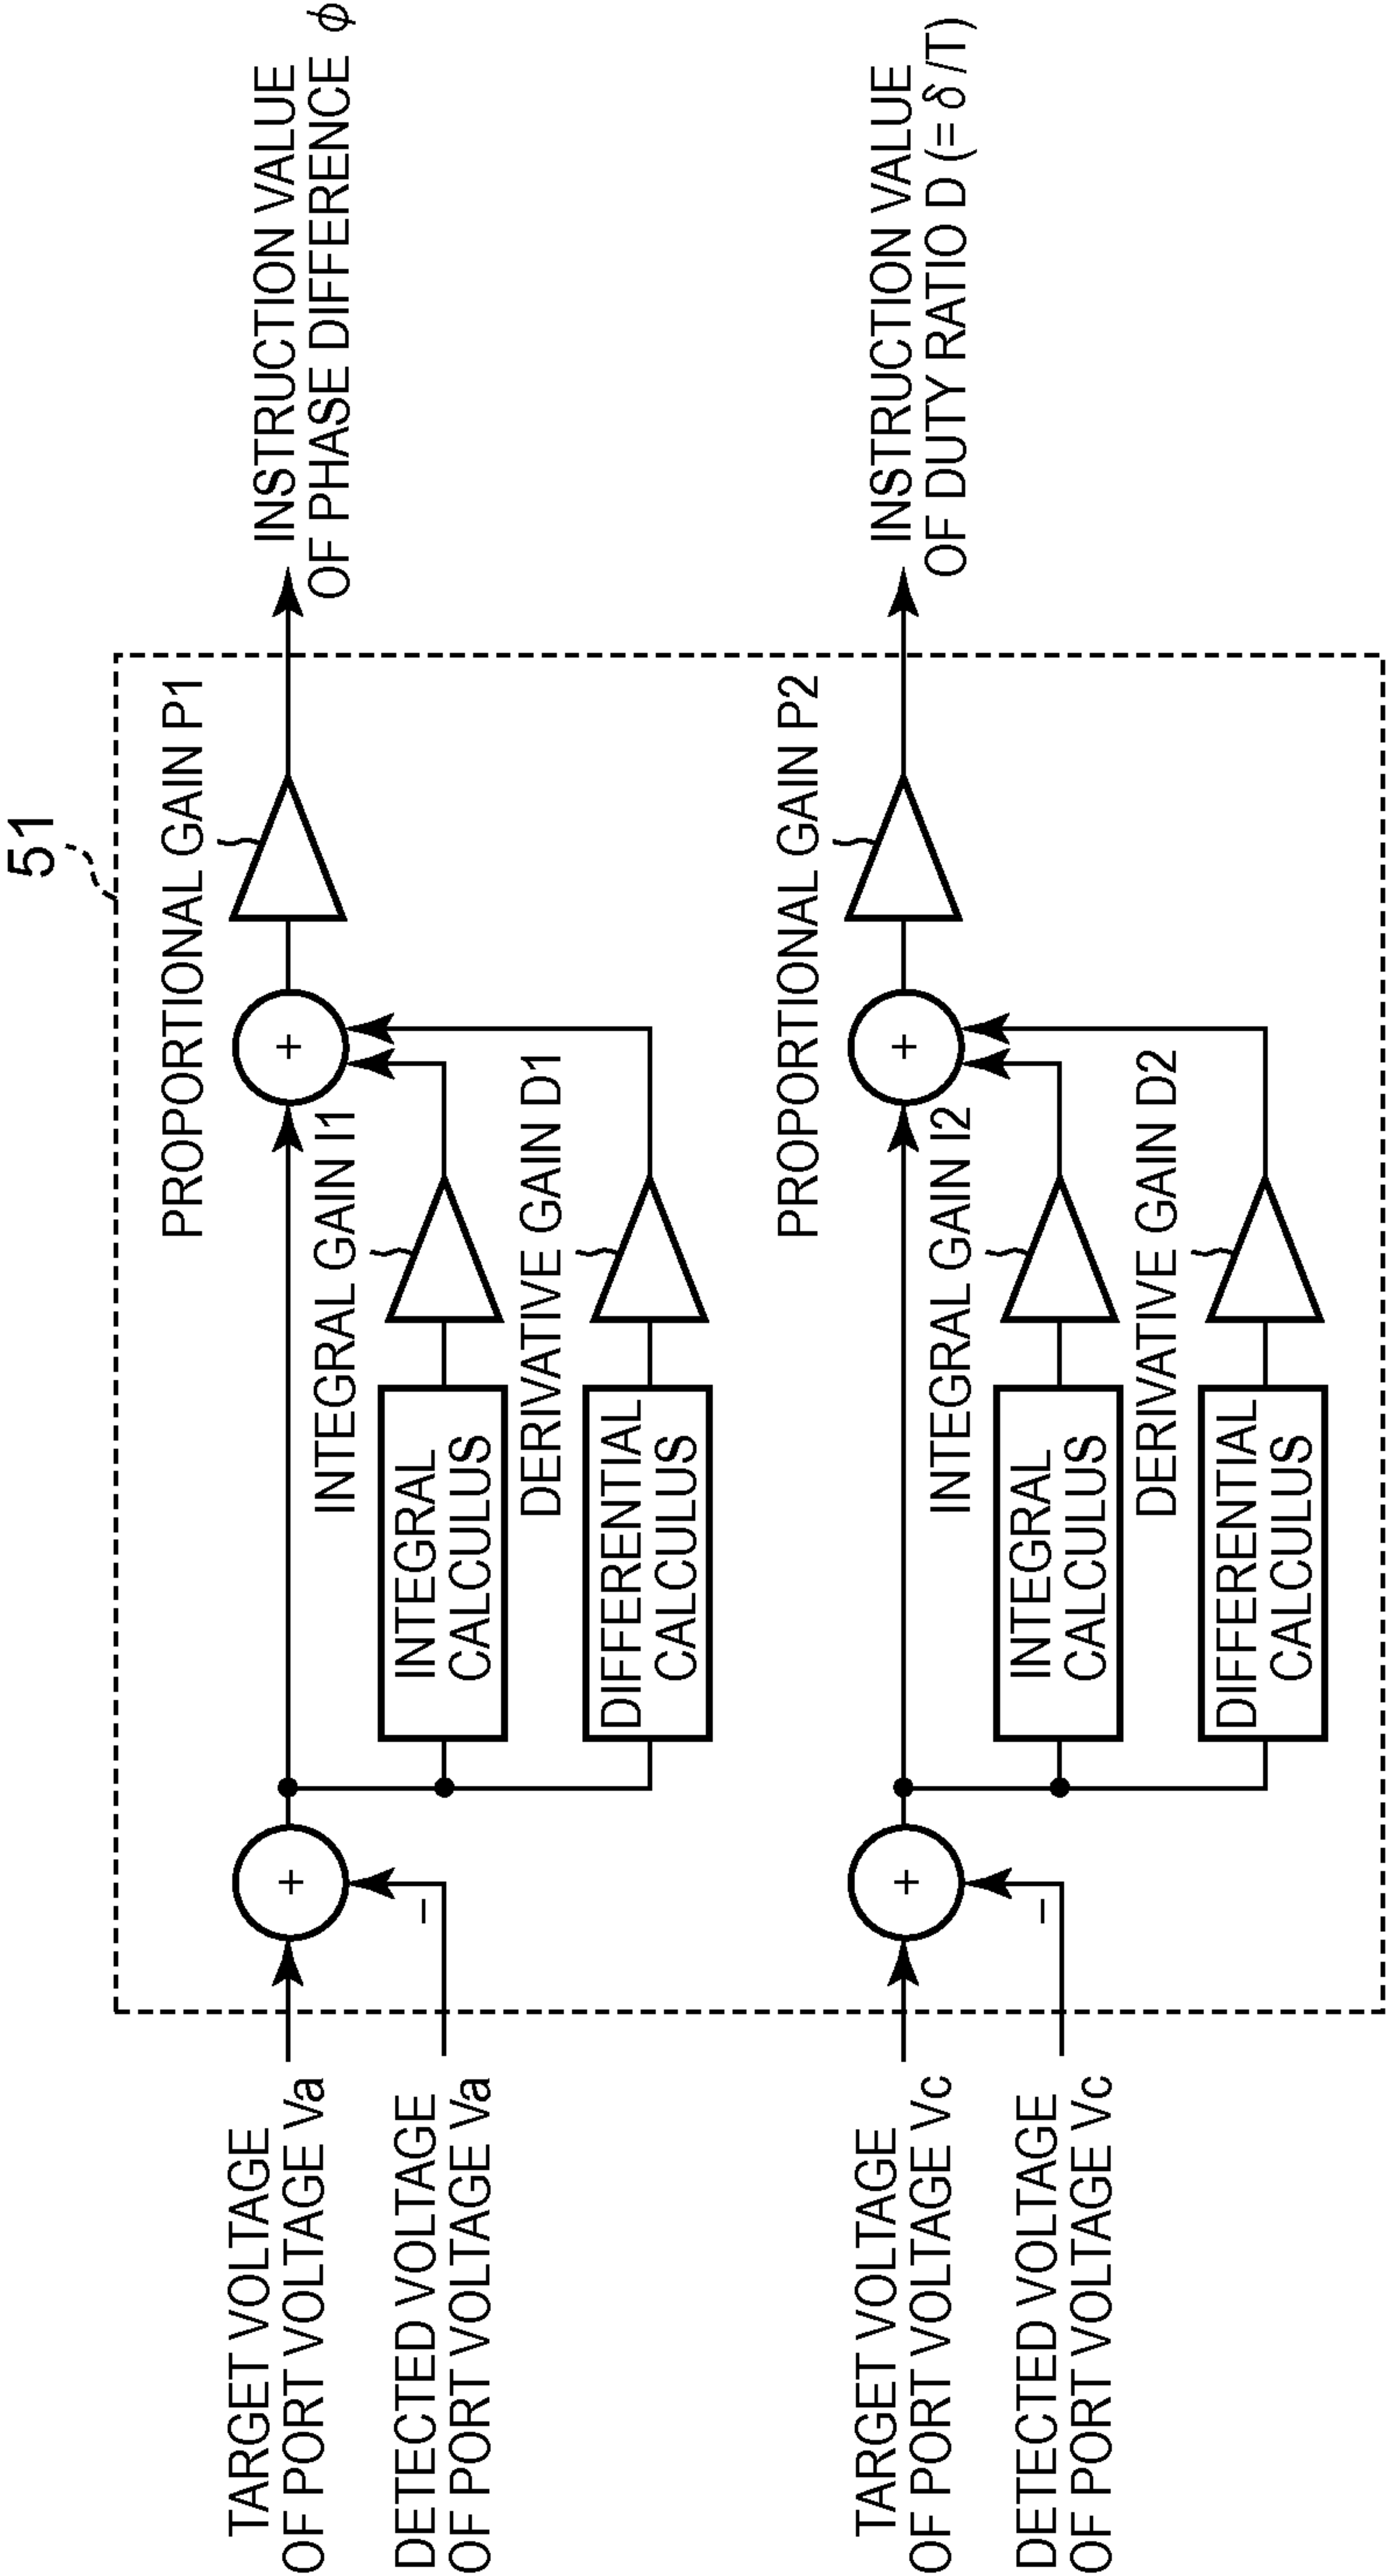 51
TARGET VOLTAGE
OF PORT VOLTAGE Va
DETECTED VOLTAGE
OF PORT VOLTAGE Va
+
−
INTEGRAL
CALCULUS
DIFFERENTIAL
CALCULUS
INTEGRAL GAIN I1
DERIVATIVE GAIN D1
+
PROPORTIONAL GAIN P1
INSTRUCTION VALUE
OF PHASE DIFFERENCE ϕ
TARGET VOLTAGE
OF PORT VOLTAGE Vc
DETECTED VOLTAGE
OF PORT VOLTAGE Vc
+
−
INTEGRAL
CALCULUS
DIFFERENTIAL
CALCULUS
INTEGRAL GAIN I2
DERIVATIVE GAIN D2
+
PROPORTIONAL GAIN P2
INSTRUCTION VALUE
OF DUTY RATIO D (= δ /T)